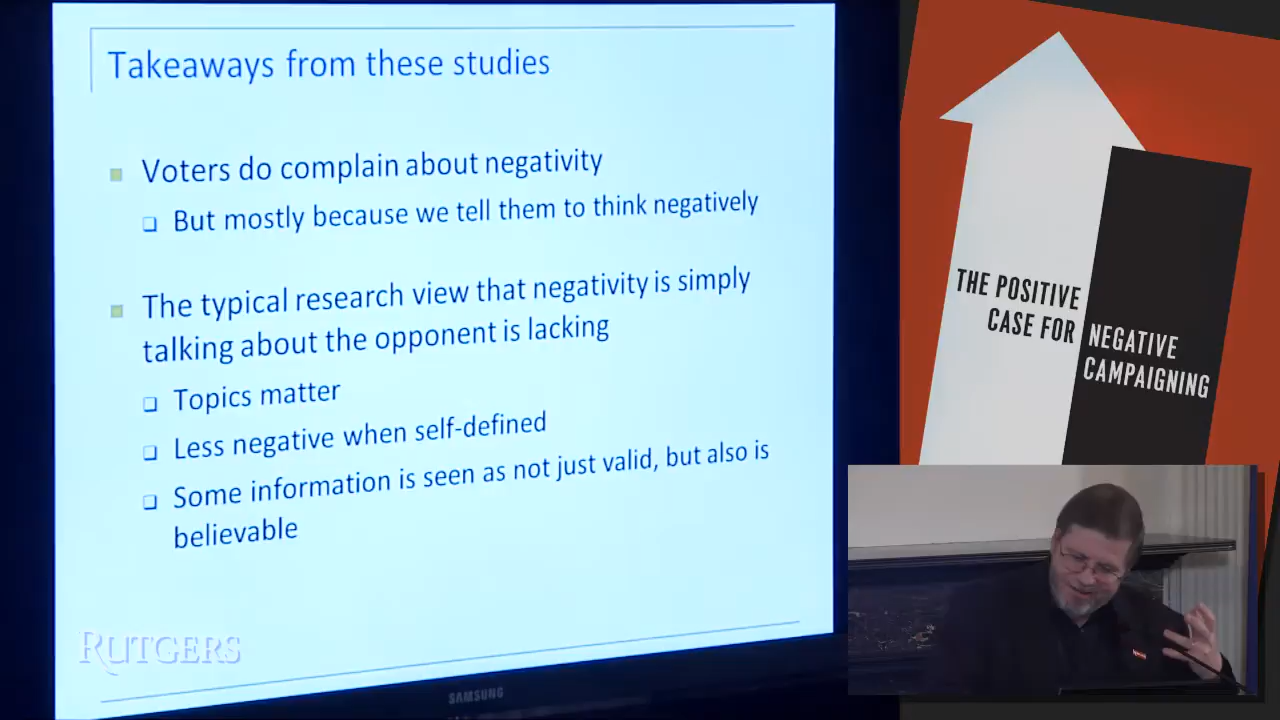 Takeaways from these studies
Voters do complain about negativity
But mostly because we tell them to think negatively
The typical research view that negativity is simply
talking about the opponent is lacking
Topics matter
Less negative when self-defined
Some information is seen as not just valid, but also is
believable
RUTGERS
SAMSUNG
THE POSITIVE
CASE FOR
NEGATIVE
CAMPAIGNING